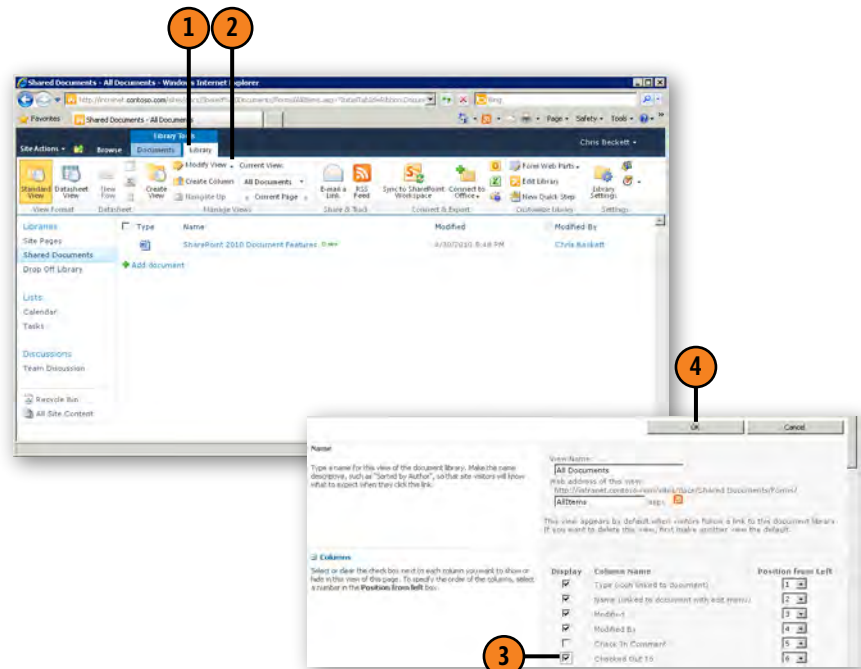 1 2
Shared Documents - All Documents - Windows Internet Explorer
Favorites Shared Documents - All Documents
Page Safety Tools
Library Tools
Chris Beckett
Site Actions Browse Documents Library
Standard View
Datasheet View
New Row
Create View
Modify View
Create Column
Navigate Up
Current View:
All Documents
Current Page
E-mail a Link
RSS Feed
Sync to SharePoint Workspace
Connect to Office
Form Web Parts
Edit Library
New Quick Step
Library Settings
View Format Datasheet Manage Views Share & Track Connect & Export Customize Library Settings
Libraries
Site Pages
Shared Documents
Drop Off Library
Lists
Calendar
Tasks
Discussions
Team Discussion
Recycle Bin
All Site Content
Type Name Modified Modified By
SharePoint 2010 Document Features 4/30/2010 8:48 PM Chris Beckett
Add document
4
OK Cancel
Name
Type a name for this view of the document library. Make the name
descriptive, such as "Sorted by Author", so that site visitors will know
what to expect when they click this link.
View Name:
All Documents
Web address of this view:
AllItems .aspx
This view appears by default when visitors follow a link to this document library.
If you want to delete this view, first make another view the default.
Columns
Select or clear the check box next to each column you want to show or
hide in this view of this page. To specify the order of the columns, select
a number in the Position from left box.
Display Column Name Position from Left
Type (icon linked to document) 1
Name (linked to document with edit menu) 2
Modified 3
Modified By 4
Check In Comment 5
Checked Out To 6
3